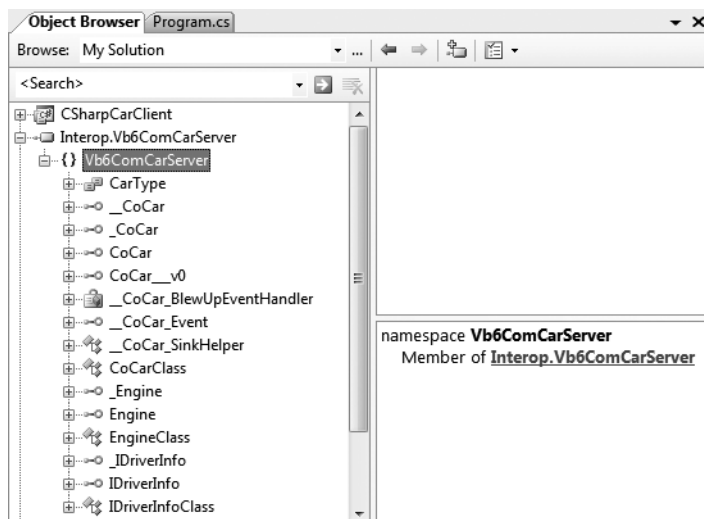 Object Browser Program.cs
Browse: My Solution ...
<Search>
CSharpCarClient
Interop.Vb6ComCarServer
{} Vb6ComCarServer
CarType
__CoCar
_CoCar
CoCar
CoCar__v0
__CoCar_BlewUpEventHandler
__CoCar_Event
__CoCar_SinkHelper
CoCarClass
_Engine
Engine
EngineClass
_IDriverInfo
IDriverInfo
IDriverInfoClass
namespace Vb6ComCarServer
Member of Interop.Vb6ComCarServer